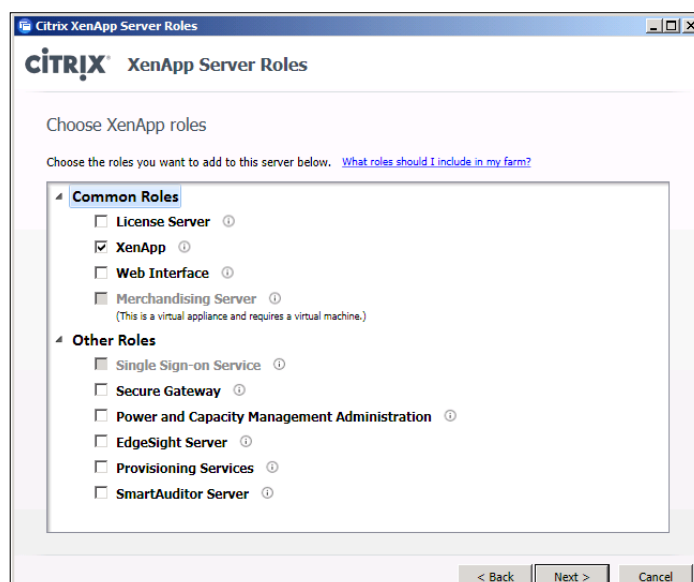 Citrix XenApp Server Roles
CİTRIX® XenApp Server Roles
Choose XenApp roles
Choose the roles you want to add to this server below. What roles should I include in my farm?
Common Roles
License Server
XenApp
Web Interface
Merchandising Server
(This is a virtual appliance and requires a virtual machine.)
Other Roles
Single Sign-on Service
Secure Gateway
Power and Capacity Management Administration
EdgeSight Server
Provisioning Services
SmartAuditor Server
< Back Next > Cancel